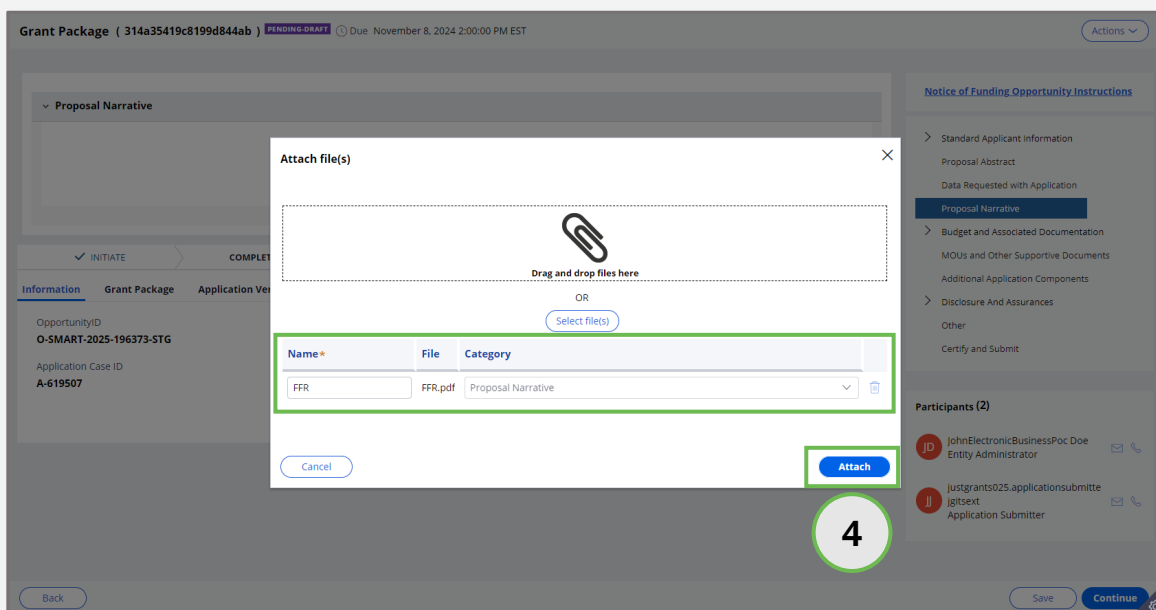 Grant Package ( 314a35419c8199d844ab ) PENDING-DRAFT Due November 8, 2024 2:00:00 PM EST
Actions
Proposal Narrative
Notice of Funding Opportunity Instructions
Standard Applicant Information
Proposal Abstract
Data Requested with Application
Proposal Narrative
Budget and Associated Documentation
MOUs and Other Supportive Documents
Additional Application Components
Disclosure And Assurances
Other
Certify and Submit
Attach file(s)
Drag and drop files here
OR
Select file(s)
Name* File Category
FFR FFR.pdf Proposal Narrative
Cancel
Attach
4
INITIATE
COMPLET
Information Grant Package Application Ver
OpportunityID
O-SMART-2025-196373-STG
Application Case ID
A-619507
Participants (2)
JD
JohnElectronicBusinessPoc Doe
Entity Administrator
JJ
justgrants025.applicationsubmitte
jgitsext
Application Submitter
Back
Save
Continue